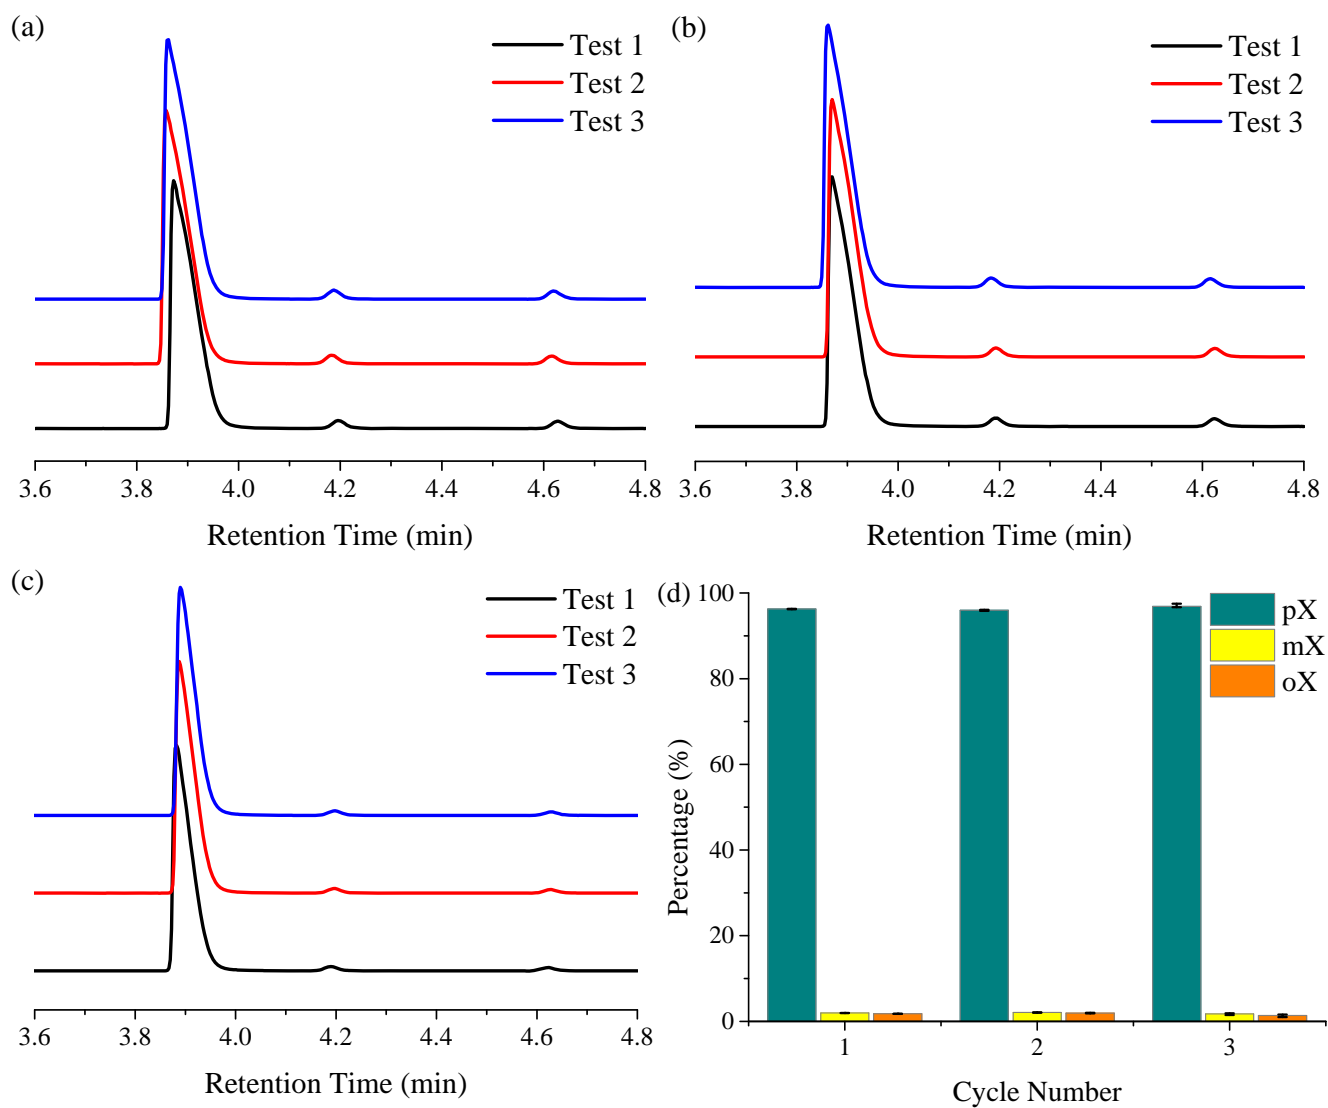 (a)
Test 1
Test 2
Test 3
3.6 3.8 4.0 4.2 4.4 4.6 4.8
Retention Time (min)
(b)
Test 1
Test 2
Test 3
3.6 3.8 4.0 4.2 4.4 4.6 4.8
Retention Time (min)
(c)
Test 1
Test 2
Test 3
3.6 3.8 4.0 4.2 4.4 4.6 4.8
Retention Time (min)
(d)
100
80
60
40
20
0
Percentage (%)
pX
mX
oX
1 2 3
Cycle Number